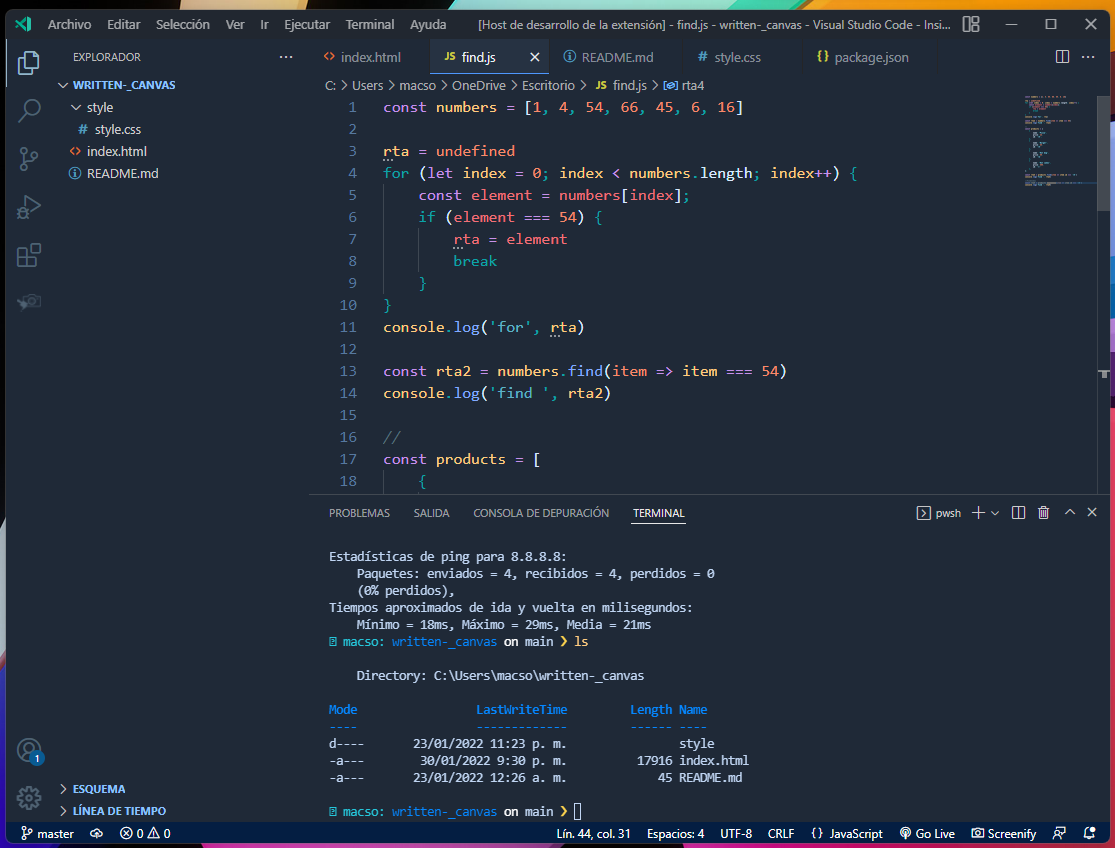 Archivo Editar Selección Ver Ir Ejecutar Terminal Ayuda [Host de desarrollo de la extensión] - find.js - written-_canvas - Visual Studio Code - Insi...
EXPLORADOR ...
WRITTEN-_CANVAS
style
# style.css
<> index.html
README.md
1
<> index.html JS find.js README.md # style.css {} package.json ...
C: > Users > macso > OneDrive > Escritorio > JS find.js > rta4
1 const numbers = [1, 4, 54, 66, 45, 6, 16]
2
3 rta = undefined
4 for (let index = 0; index < numbers.length; index++) {
5     const element = numbers[index];
6     if (element === 54) {
7         rta = element
8         break
9     }
10 }
11 console.log('for', rta)
12
13 const rta2 = numbers.find(item => item === 54)
14 console.log('find ', rta2)
15
16 //
17 const products = [
18     {
PROBLEMAS SALIDA CONSOLA DE DEPURACIÓN TERMINAL pwsh
Estadísticas de ping para 8.8.8.8:
    Paquetes: enviados = 4, recibidos = 4, perdidos = 0
    (0% perdidos),
Tiempos aproximados de ida y vuelta en milisegundos:
    Mínimo = 18ms, Máximo = 29ms, Media = 21ms
macso: written-_canvas on main ❯ ls
    Directory: C:\Users\macso\written-_canvas
Mode LastWriteTime Length Name
---- ------------- ------ ----
d---- 23/01/2022 11:23 p. m. style
-a--- 30/01/2022 9:30 p. m. 17916 index.html
-a--- 23/01/2022 12:26 a. m. 45 README.md
macso: written-_canvas on main ❯
ESQUEMA
LÍNEA DE TIEMPO
master 0 0 Lín. 44, col. 31 Espacios: 4 UTF-8 CRLF {} JavaScript Go Live Screenify